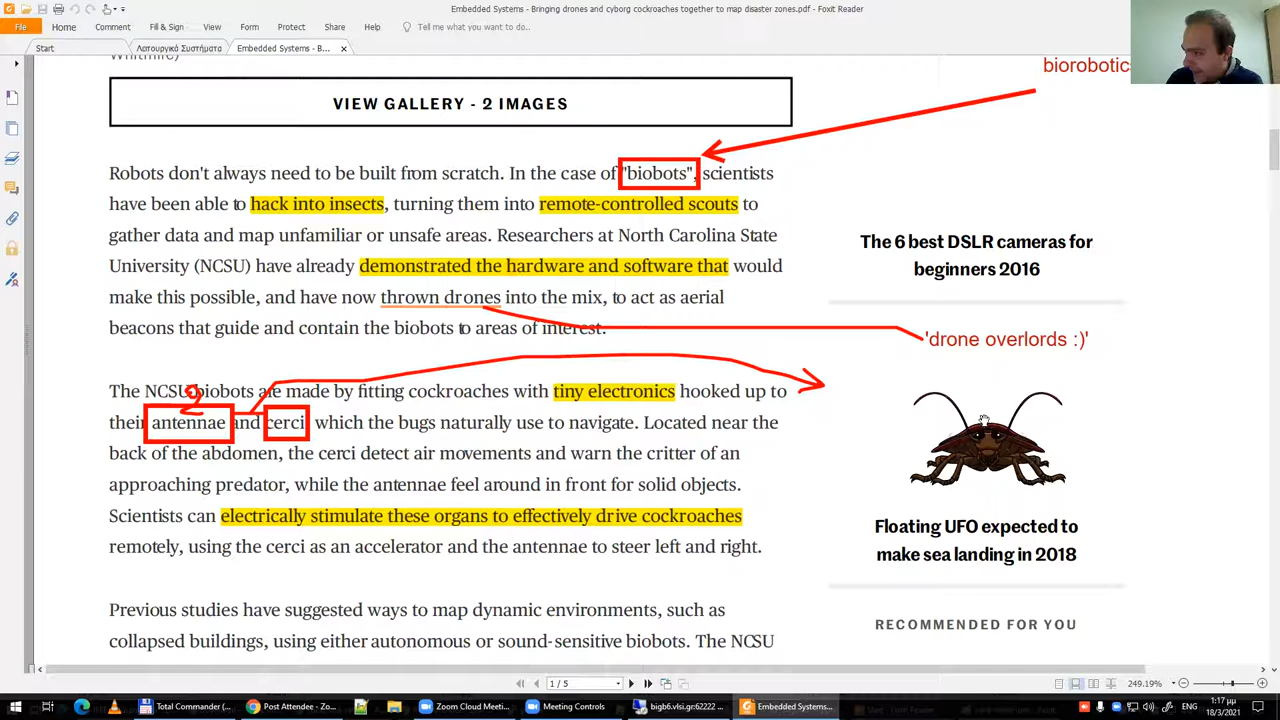 Embedded Systems - Bringing drones and cyborg cockroaches together to map disaster zones.pdf - Foxit Reader
File Home Comment Fill & Sign View Form Protect Share Help Tell me what you want to do..
Start Λειτουργικά Συστήματα Embedded Systems - B...
Whitmire)
biorobotics
VIEW GALLERY - 2 IMAGES
Robots don't always need to be built from scratch. In the case of "biobots", scientists
have been able to hack into insects, turning them into remote-controlled scouts to
gather data and map unfamiliar or unsafe areas. Researchers at North Carolina State
University (NCSU) have already demonstrated the hardware and software that would
make this possible, and have now thrown drones into the mix, to act as aerial
beacons that guide and contain the biobots to areas of interest.
The NCSU biobots are made by fitting cockroaches with tiny electronics hooked up to
their antennae and cerci, which the bugs naturally use to navigate. Located near the
back of the abdomen, the cerci detect air movements and warn the critter of an
approaching predator, while the antennae feel around in front for solid objects.
Scientists can electrically stimulate these organs to effectively drive cockroaches
remotely, using the cerci as an accelerator and the antennae to steer left and right.
Previous studies have suggested ways to map dynamic environments, such as
collapsed buildings, using either autonomous or sound-sensitive biobots. The NCSU
The 6 best DSLR cameras for
beginners 2016
'drone overlords :)'
Floating UFO expected to
make sea landing in 2018
RECOMMENDED FOR YOU
1 / 5
249.19%
Total Commander (... Post Attendee - Zo... Zoom Cloud Meeti... Meeting Controls big6.vlsi.gr:62222 ... Embedded Systems...
1:17 μμ
18/3/2021